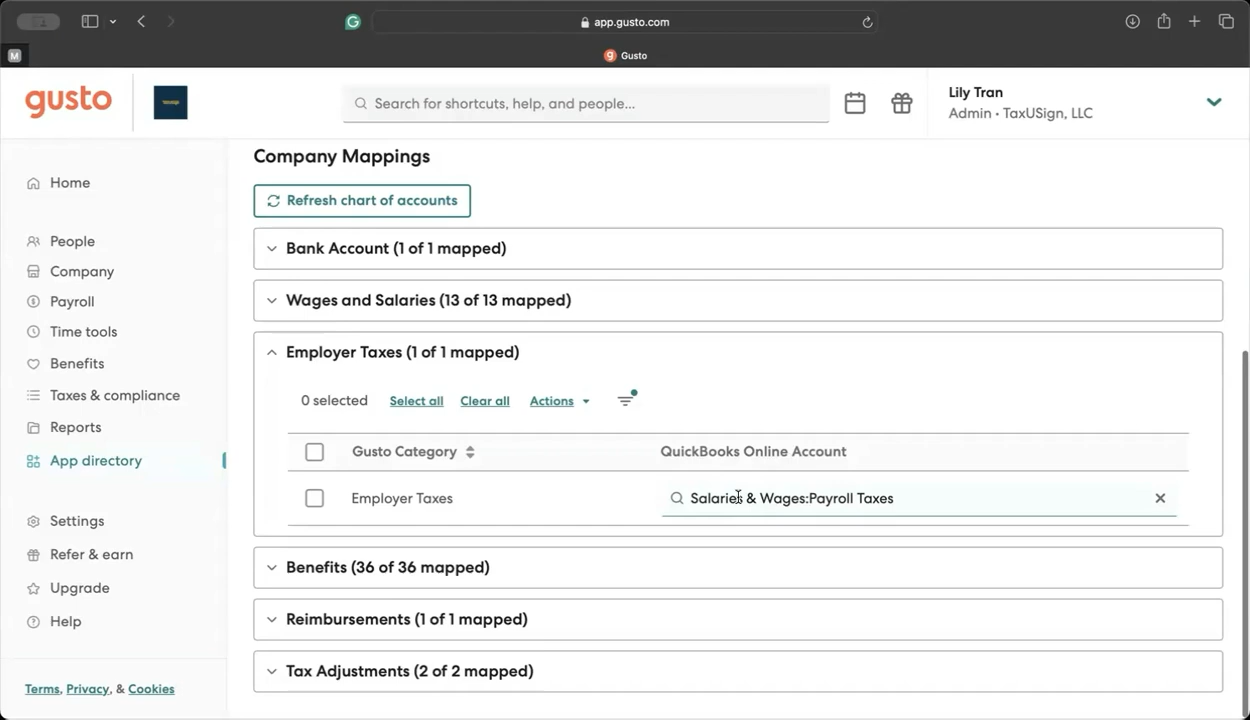 app.gusto.com
M
Gusto
gusto
Search for shortcuts, help, and people...
Lily Tran
Admin • TaxUSign, LLC
Home
People
Company
Payroll
Time tools
Benefits
Taxes & compliance
Reports
App directory
Settings
Refer & earn
Upgrade
Help
Terms, Privacy, & Cookies
Company Mappings
Refresh chart of accounts
Bank Account (1 of 1 mapped)
Wages and Salaries (13 of 13 mapped)
Employer Taxes (1 of 1 mapped)
0 selected Select all Clear all Actions
Gusto Category QuickBooks Online Account
Employer Taxes Salaries & Wages:Payroll Taxes
Benefits (36 of 36 mapped)
Reimbursements (1 of 1 mapped)
Tax Adjustments (2 of 2 mapped)